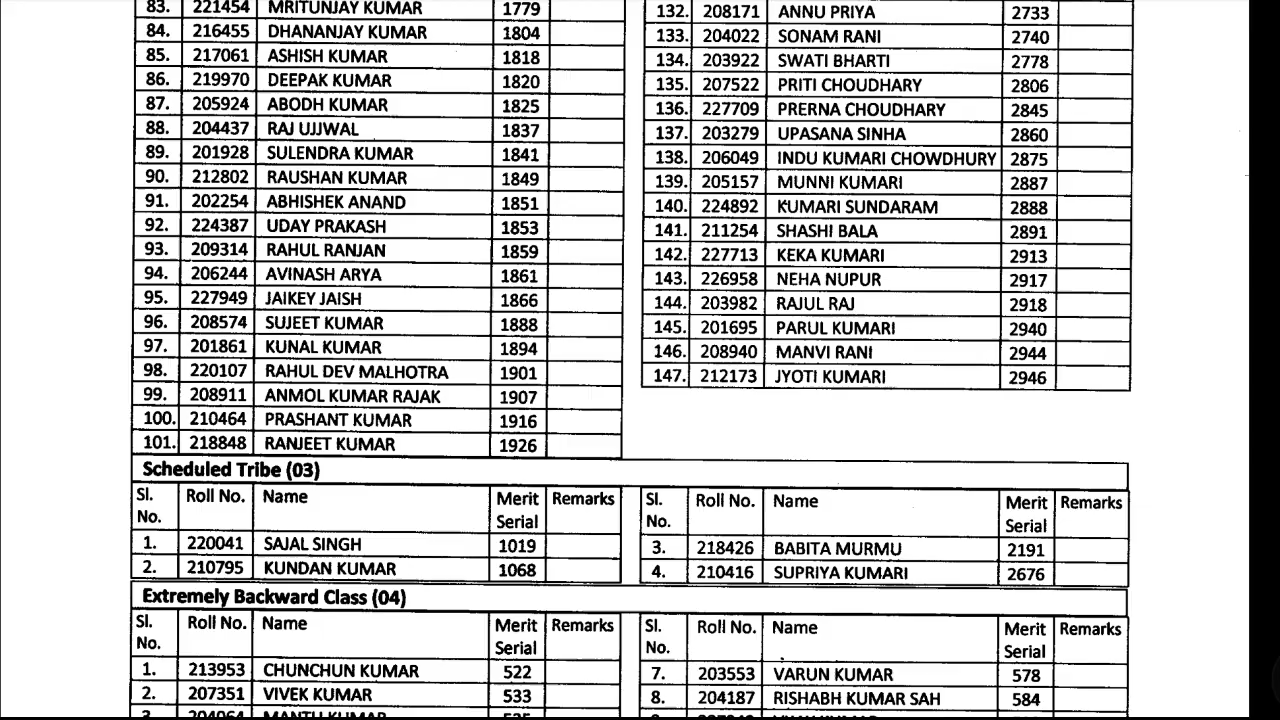 83. 221454 MRITUNJAY KUMAR 1779
84. 216455 DHANANJAY KUMAR 1804
85. 217061 ASHISH KUMAR 1818
86. 219970 DEEPAK KUMAR 1820
87. 205924 ABODH KUMAR 1825
88. 204437 RAJ UJJWAL 1837
89. 201928 SULENDRA KUMAR 1841
90. 212802 RAUSHAN KUMAR 1849
91. 202254 ABHISHEK ANAND 1851
92. 224387 UDAY PRAKASH 1853
93. 209314 RAHUL RANJAN 1859
94. 206244 AVINASH ARYA 1861
95. 227949 JAIKEY JAISH 1866
96. 208574 SUJEET KUMAR 1888
97. 201861 KUNAL KUMAR 1894
98. 220107 RAHUL DEV MALHOTRA 1901
99. 208911 ANMOL KUMAR RAJAK 1907
100. 210464 PRASHANT KUMAR 1916
101. 218848 RANJEET KUMAR 1926
132. 208171 ANNU PRIYA 2733
133. 204022 SONAM RANI 2740
134. 203922 SWATI BHARTI 2778
135. 207522 PRITI CHOUDHARY 2806
136. 227709 PRERNA CHOUDHARY 2845
137. 203279 UPASANA SINHA 2860
138. 206049 INDU KUMARI CHOWDHURY 2875
139. 205157 MUNNI KUMARI 2887
140. 224892 KUMARI SUNDARAM 2888
141. 211254 SHASHI BALA 2891
142. 227713 KEKA KUMARI 2913
143. 226958 NEHA NUPUR 2917
144. 203982 RAJUL RAJ 2918
145. 201695 PARUL KUMARI 2940
146. 208940 MANVI RANI 2944
147. 212173 JYOTI KUMARI 2946
Scheduled Tribe (03)
Sl. No. Roll No. Name Merit Serial Remarks
1. 220041 SAJAL SINGH 1019
2. 210795 KUNDAN KUMAR 1068
Sl. No. Roll No. Name Merit Serial Remarks
3. 218426 BABITA MURMU 2191
4. 210416 SUPRIYA KUMARI 2676
Extremely Backward Class (04)
Sl. No. Roll No. Name Merit Serial Remarks
1. 213953 CHUNCHUN KUMAR 522
2. 207351 VIVEK KUMAR 533
Sl. No. Roll No. Name Merit Serial Remarks
7. 203553 VARUN KUMAR 578
8. 204187 RISHABH KUMAR SAH 584